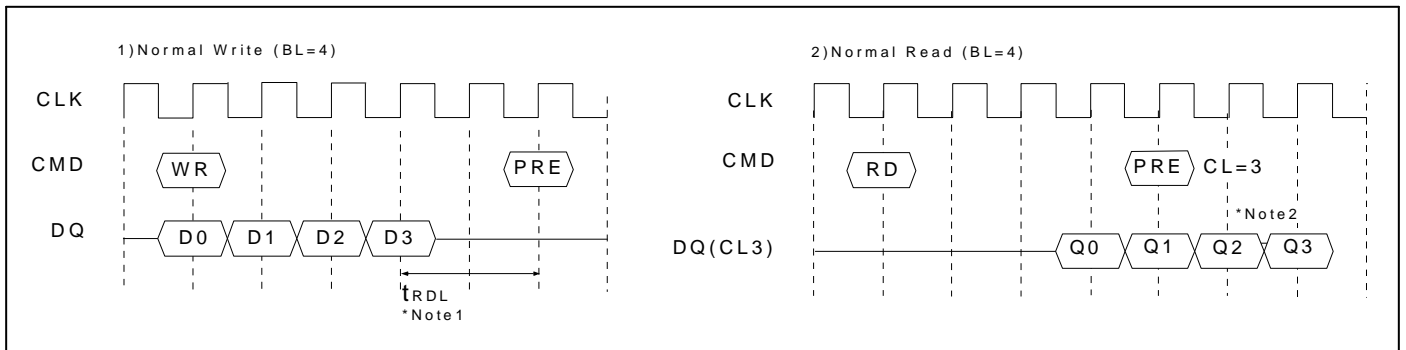 1)Normal Write (BL=4)
CLK
CMD
WR
PRE
DQ
D0 D1 D2 D3
tRDL
*Note1
2)Normal Read (BL=4)
CLK
CMD
RD
PRE CL=3
*Note2
DQ(CL3)
Q0 Q1 Q2 Q3